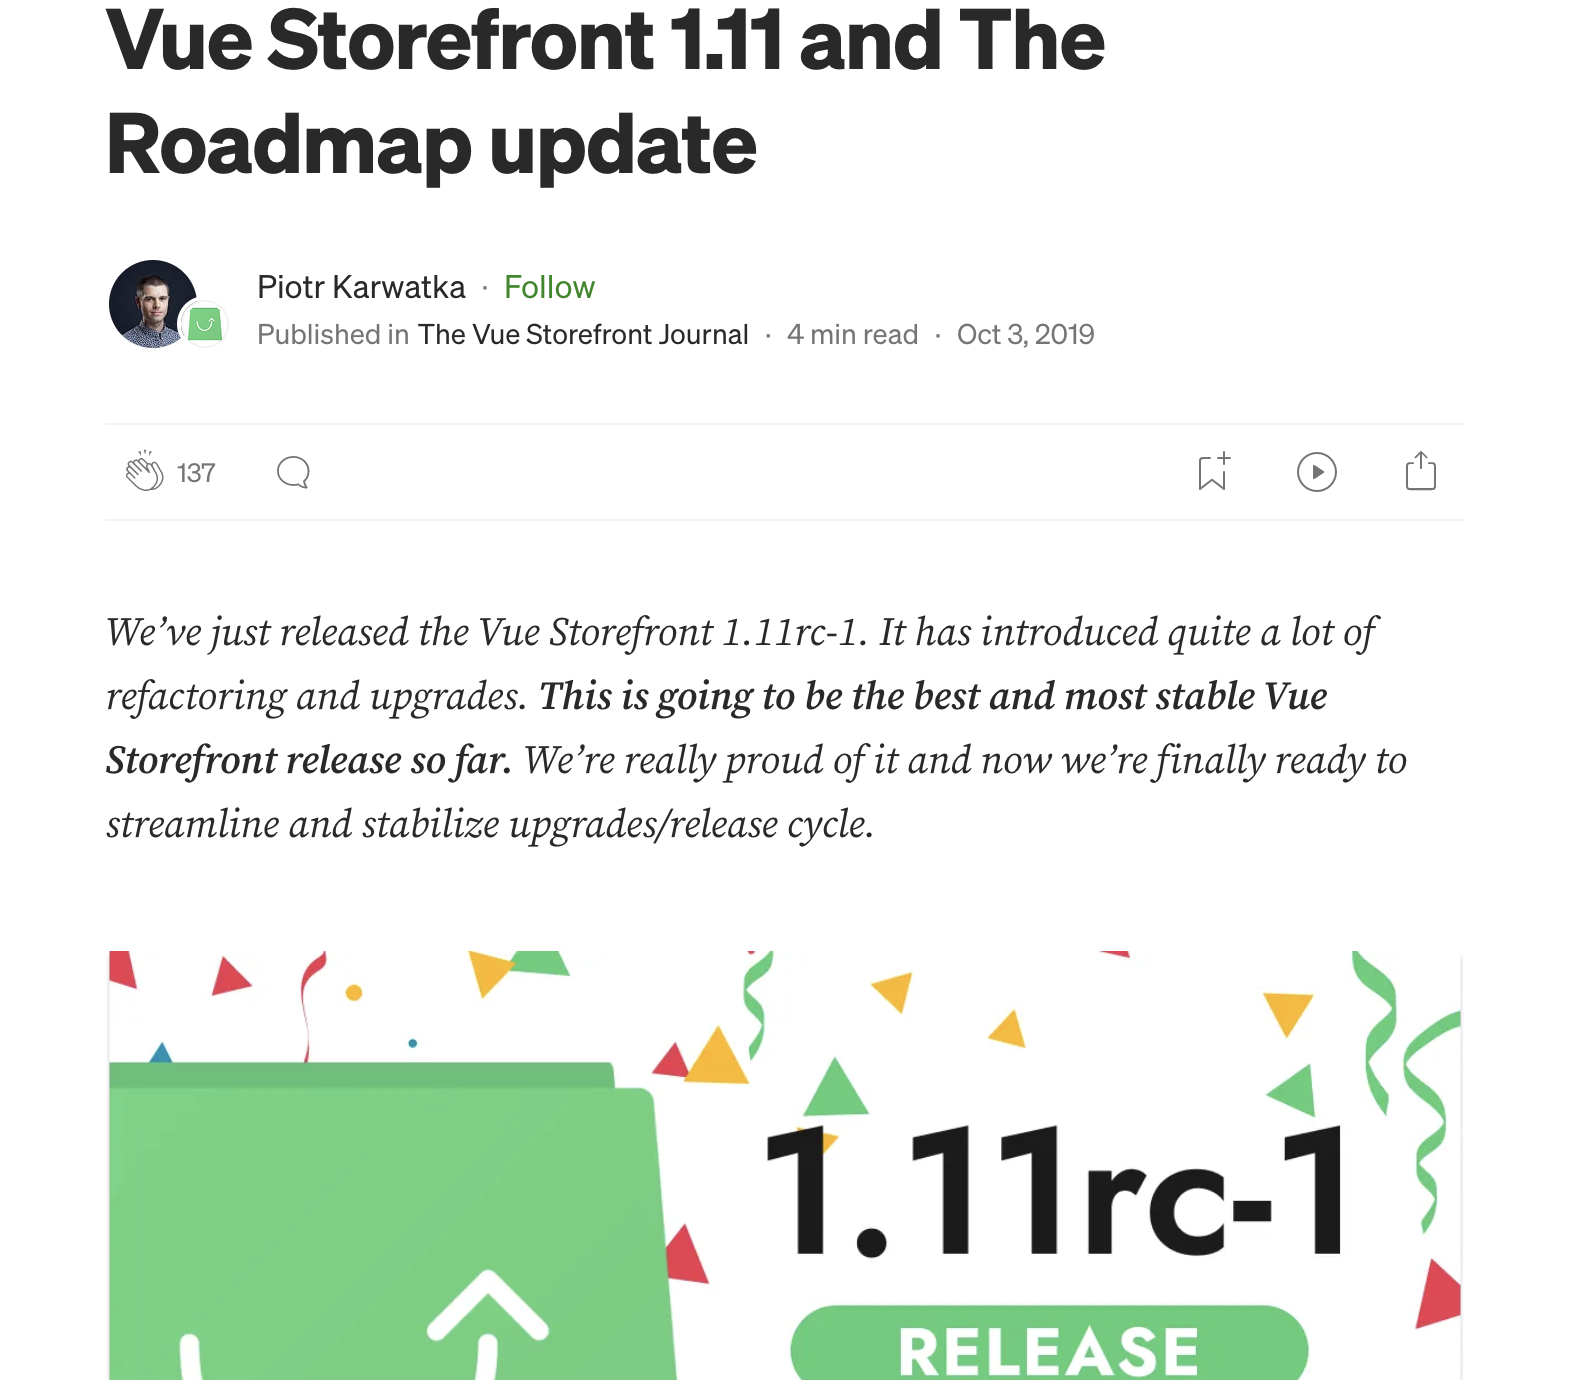 Vue Storefront 1.11 and The
Roadmap update
Piotr Karwatka · Follow
Published in The Vue Storefront Journal · 4 min read · Oct 3, 2019
137
We’ve just released the Vue Storefront 1.11rc-1. It has introduced quite a lot of
refactoring and upgrades. This is going to be the best and most stable Vue
Storefront release so far. We’re really proud of it and now we’re finally ready to
streamline and stabilize upgrades/release cycle.
1.11rc-1
RELEASE